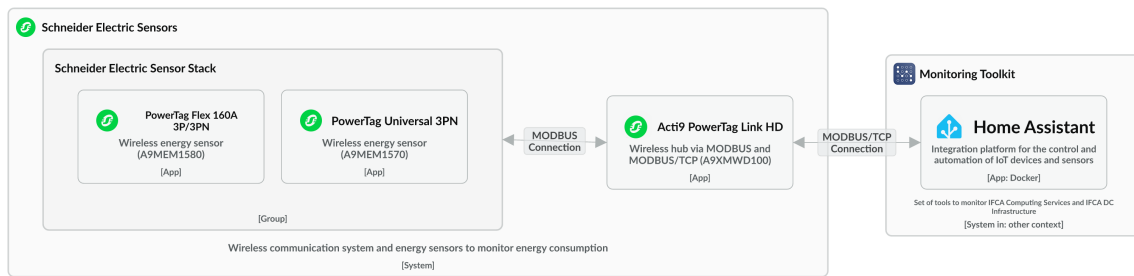 Schneider Electric Sensors
Schneider Electric Sensor Stack
PowerTag Flex 160A
3P/3PN
Wireless energy sensor
(A9MEM1580)
[App]
PowerTag Universal 3PN
Wireless energy sensor
(A9MEM1570)
[App]
[Group]
MODBUS
Connection
Acti9 PowerTag Link HD
Wireless hub via MODBUS and
MODBUS/TCP (A9XMWD100)
[App]
Wireless communication system and energy sensors to monitor energy consumption
[System]
MODBUS/TCP
Connection
Monitoring Toolkit
Home Assistant
Integration platform for the control and
automation of IoT devices and sensors
[App: Docker]
Set of tools to monitor IFCA Computing Services and IFCA DC
Infrastructure
[System in: other context]